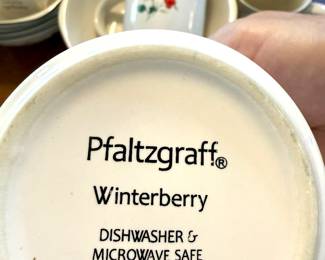 Pfaltzgraff®
Winterberry
DISHWASHER &
MICROWAVE SAFE